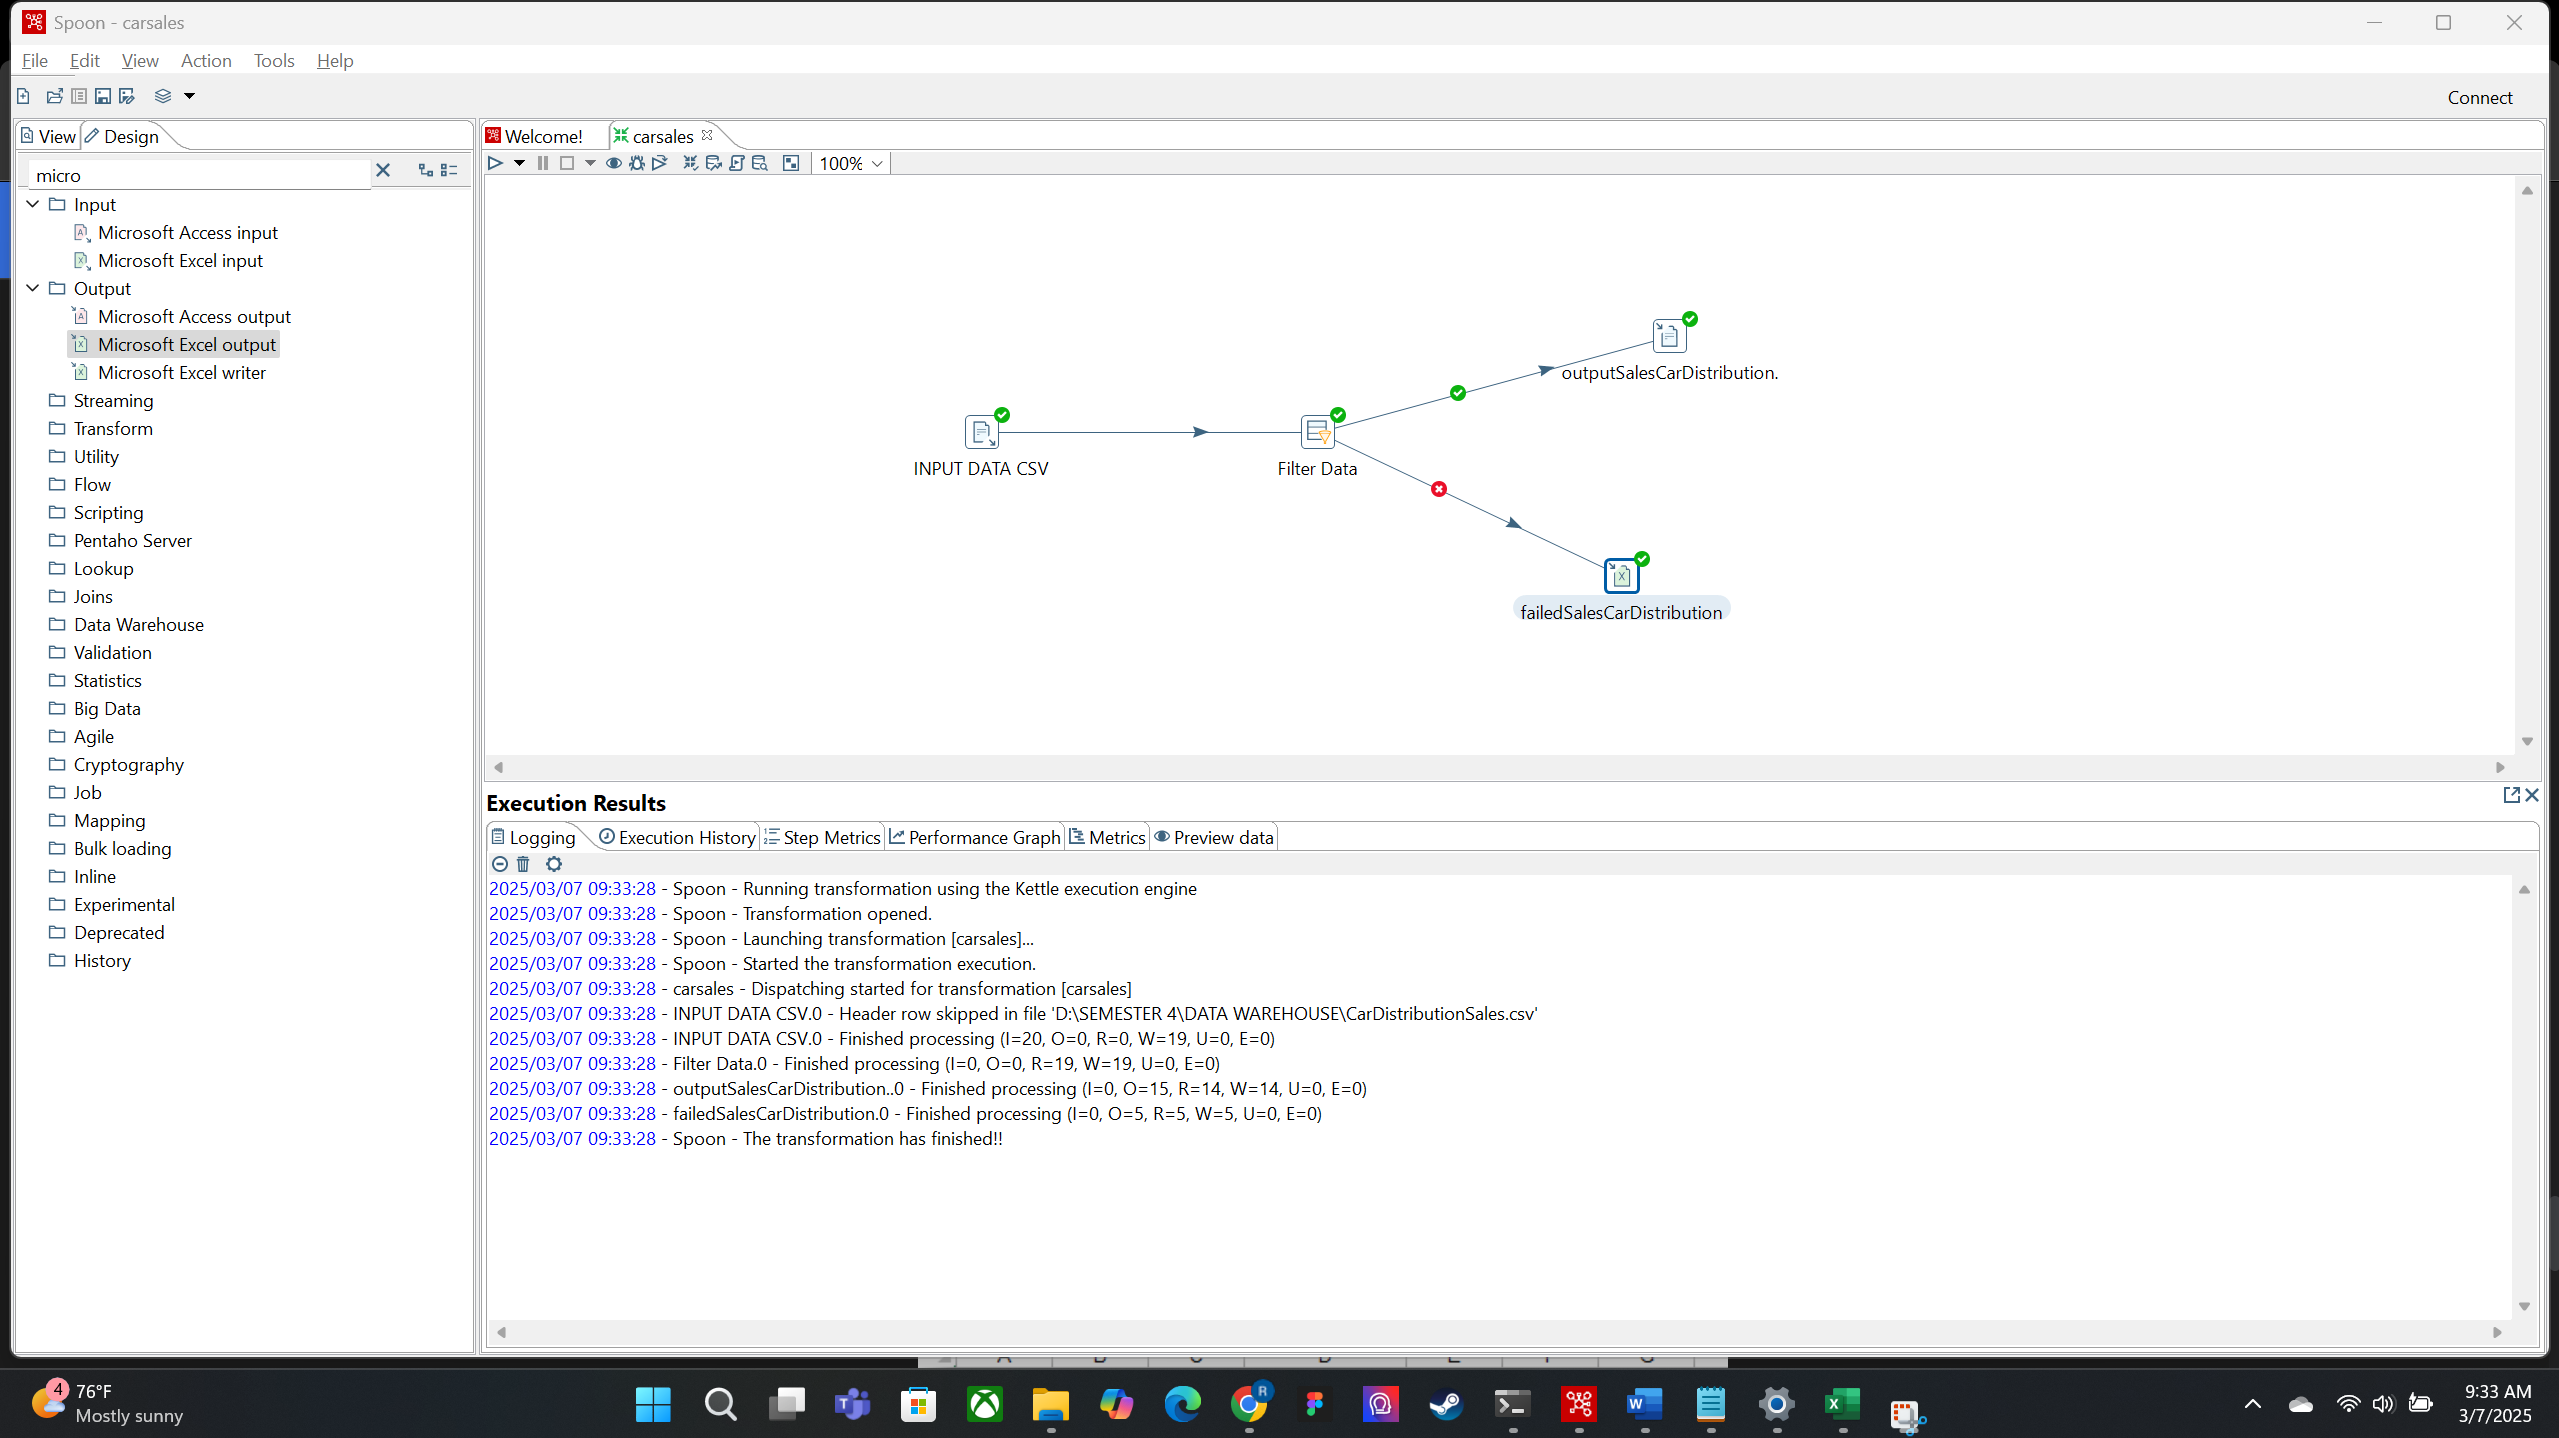 Spoon - carsales
File Edit View Action Tools Help
Connect
View Design
micro
Input
Microsoft Access input
Microsoft Excel input
Output
Microsoft Access output
Microsoft Excel output
Microsoft Excel writer
Streaming
Transform
Utility
Flow
Scripting
Pentaho Server
Lookup
Joins
Data Warehouse
Validation
Statistics
Big Data
Agile
Cryptography
Job
Mapping
Bulk loading
Inline
Experimental
Deprecated
History
Welcome! carsales
100%
outputSalesCarDistribution.
INPUT DATA CSV
Filter Data
failedSalesCarDistribution
Execution Results
Logging Execution History Step Metrics Performance Graph Metrics Preview data
2025/03/07 09:33:28 - Spoon - Running transformation using the Kettle execution engine
2025/03/07 09:33:28 - Spoon - Transformation opened.
2025/03/07 09:33:28 - Spoon - Launching transformation [carsales]...
2025/03/07 09:33:28 - Spoon - Started the transformation execution.
2025/03/07 09:33:28 - carsales - Dispatching started for transformation [carsales]
2025/03/07 09:33:28 - INPUT DATA CSV.0 - Header row skipped in file 'D:\SEMESTER 4\DATA WAREHOUSE\CarDistributionSales.csv'
2025/03/07 09:33:28 - INPUT DATA CSV.0 - Finished processing (I=20, O=0, R=0, W=19, U=0, E=0)
2025/03/07 09:33:28 - Filter Data.0 - Finished processing (I=0, O=0, R=19, W=19, U=0, E=0)
2025/03/07 09:33:28 - outputSalesCarDistribution..0 - Finished processing (I=0, O=15, R=14, W=14, U=0, E=0)
2025/03/07 09:33:28 - failedSalesCarDistribution.0 - Finished processing (I=0, O=5, R=5, W=5, U=0, E=0)
2025/03/07 09:33:28 - Spoon - The transformation has finished!!
4
76°F
Mostly sunny
R
9:33 AM
3/7/2025